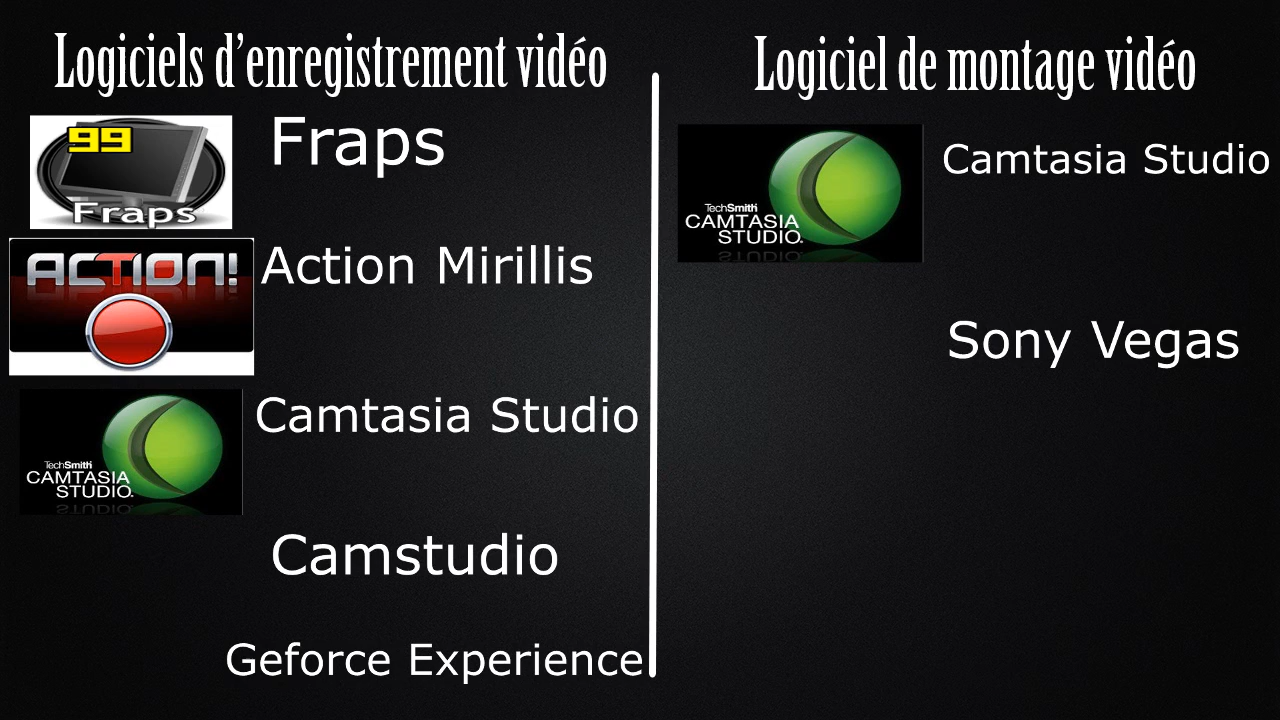 Logiciels d'enregistrement vidéo
99
Fraps
Fraps
ACTION!
Action Mirillis
TechSmith
CAMTASIA
STUDIO
Camtasia Studio
Camstudio
Geforce Experience
Logiciel de montage vidéo
TechSmith
CAMTASIA
STUDIO
Camtasia Studio
Sony Vegas